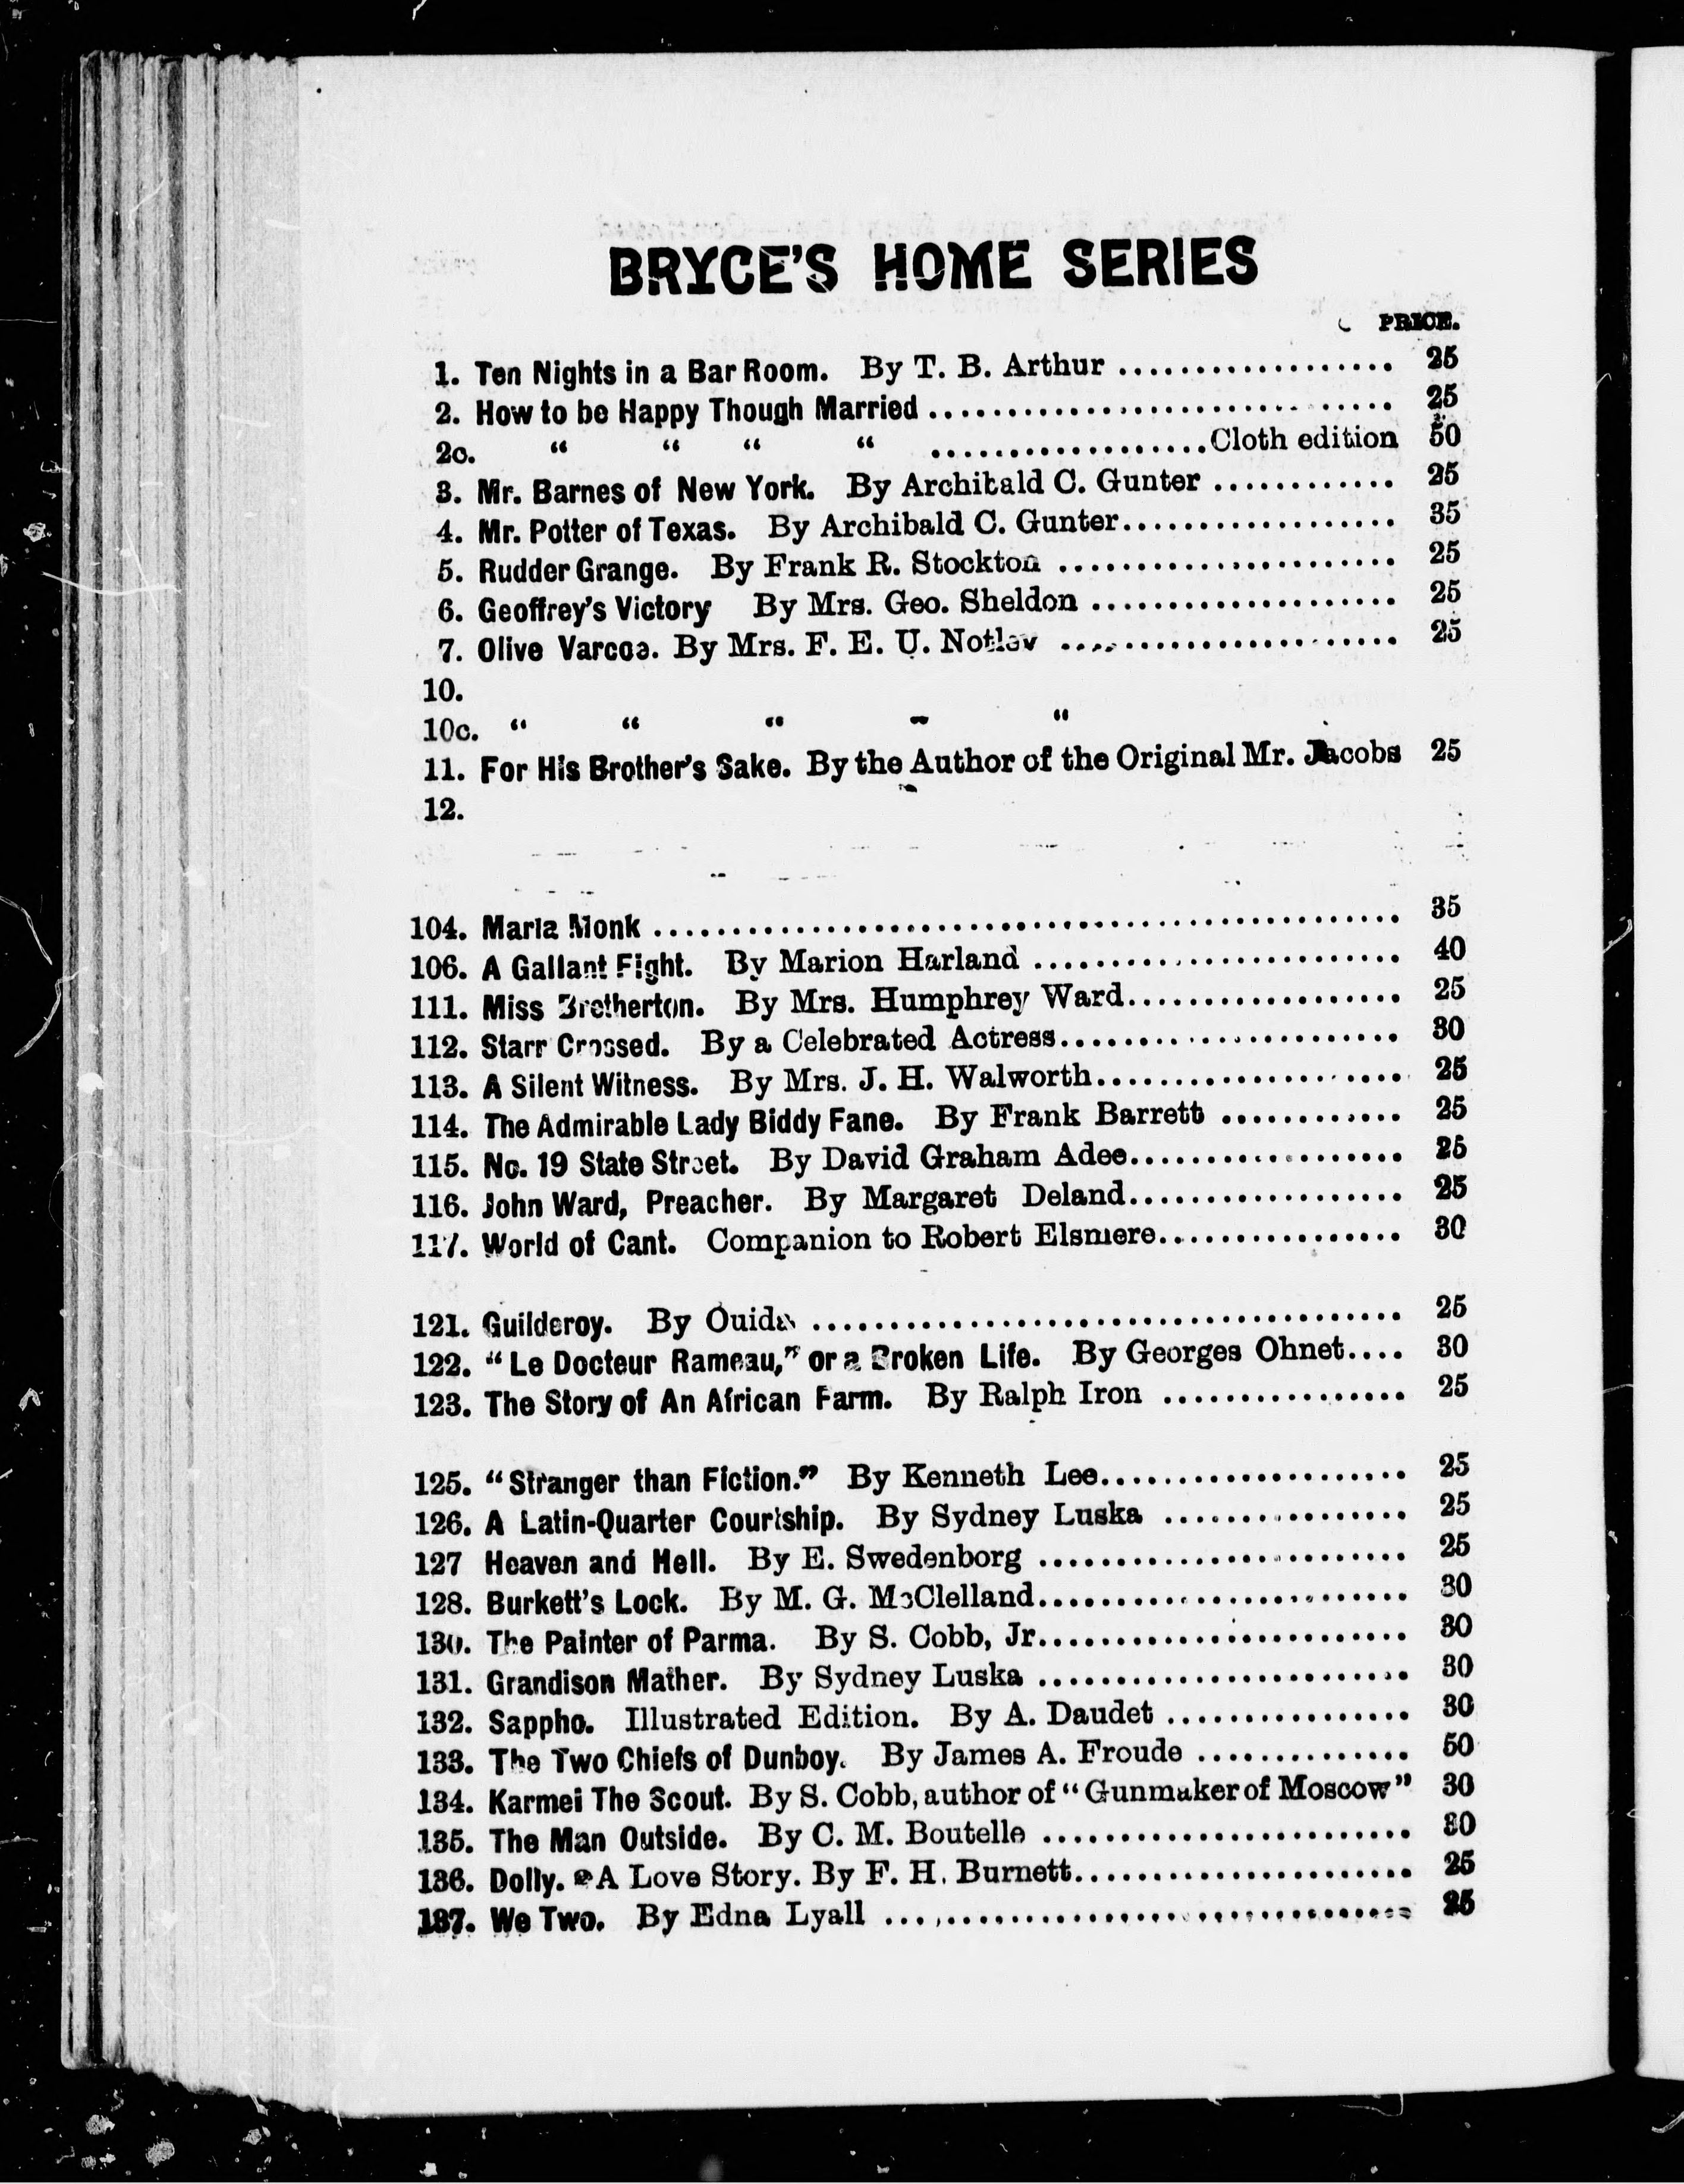 BRYCE'S HOME SERIES
PRICE.
1. Ten Nights in a Bar Room. By T. B. Arthur .................. 25
2. How to be Happy Though Married .............................. 25
2c. “ “ “ “ ..................Cloth edition 50
3. Mr. Barnes of New York. By Archibald C. Gunter ............ 25
4. Mr. Potter of Texas. By Archibald C. Gunter.................. 35
5. Rudder Grange. By Frank R. Stockton ...................... 25
6. Geoffrey's Victory By Mrs. Geo. Sheldon .................... 25
7. Olive Varcoe. By Mrs. F. E. U. Notley ...................... 25
10.
10c. “ “ “ “ “
11. For His Brother's Sake. By the Author of the Original Mr. Jacobs 25
12.
104. Maria Monk ................................................ 35
106. A Gallant Fight. By Marion Harland ........................ 40
111. Miss Bretherton. By Mrs. Humphrey Ward.................. 25
112. Starr Crossed. By a Celebrated Actress...................... 30
113. A Silent Witness. By Mrs. J. H. Walworth.................... 25
114. The Admirable Lady Biddy Fane. By Frank Barrett ............ 25
115. No. 19 State Street. By David Graham Adee.................. 25
116. John Ward, Preacher. By Margaret Deland.................. 25
117. World of Cant. Companion to Robert Elsmere................ 30
121. Guilderoy. By Ouida ...................................... 25
122. “Le Docteur Rameau,” or a Broken Life. By Georges Ohnet.... 30
123. The Story of An African Farm. By Ralph Iron ................ 25
125. “Stranger than Fiction.” By Kenneth Lee.................... 25
126. A Latin-Quarter Courtship. By Sydney Luska ................ 25
127 Heaven and Hell. By E. Swedenborg ........................ 25
128. Burkett's Lock. By M. G. McClelland........................ 30
130. The Painter of Parma. By S. Cobb, Jr........................ 30
131. Grandison Mather. By Sydney Luska ........................ 30
132. Sappho. Illustrated Edition. By A. Daudet ................ 30
133. The Two Chiefs of Dunboy. By James A. Froude .............. 50
134. Karmel The Scout. By S. Cobb, author of “Gunmaker of Moscow” 30
135. The Man Outside. By C. M. Boutelle ........................ 30
136. Dolly. A Love Story. By F. H. Burnett...................... 25
137. We Two. By Edna Lyall .................................. 25